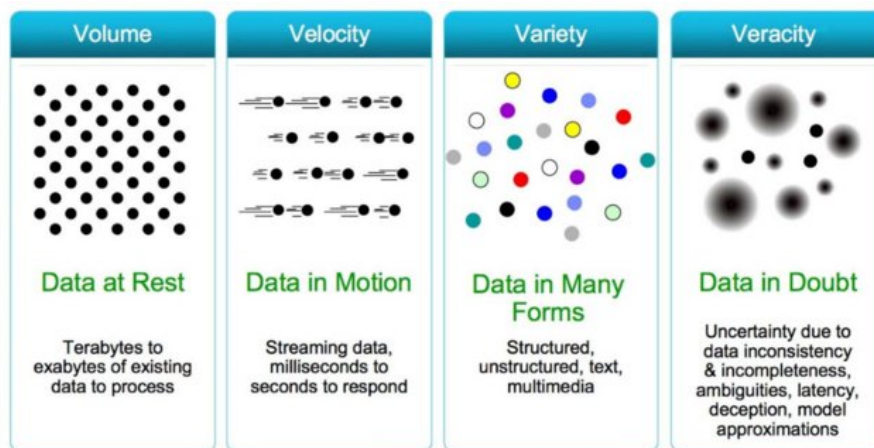 Volume
Data at Rest
Terabytes to
exabytes of existing
data to process
Velocity
Data in Motion
Streaming data,
milliseconds to
seconds to respond
Variety
Data in Many
Forms
Structured,
unstructured, text,
multimedia
Veracity
Data in Doubt
Uncertainty due to
data inconsistency
& incompleteness,
ambiguities, latency,
deception, model
approximations